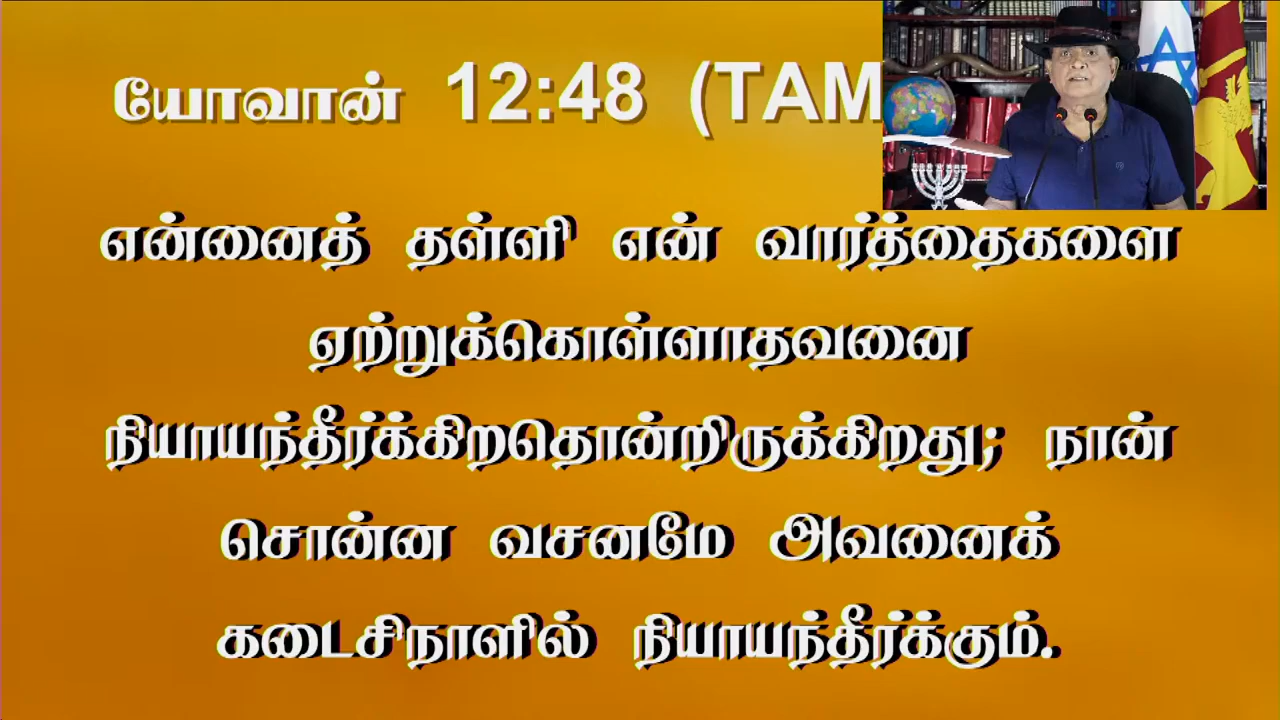 யோவான் 12:48 (TAM
என்னைத் தள்ளி என் வார்த்தைகளை
ஏற்றுக்கொள்ளாதவனை
நியாயந்தீர்க்கிறதொன்றிருக்கிறது; நான்
சொன்ன வசனமே அவனைக்
கடைசிநாளில் நியாயந்தீர்க்கும்.